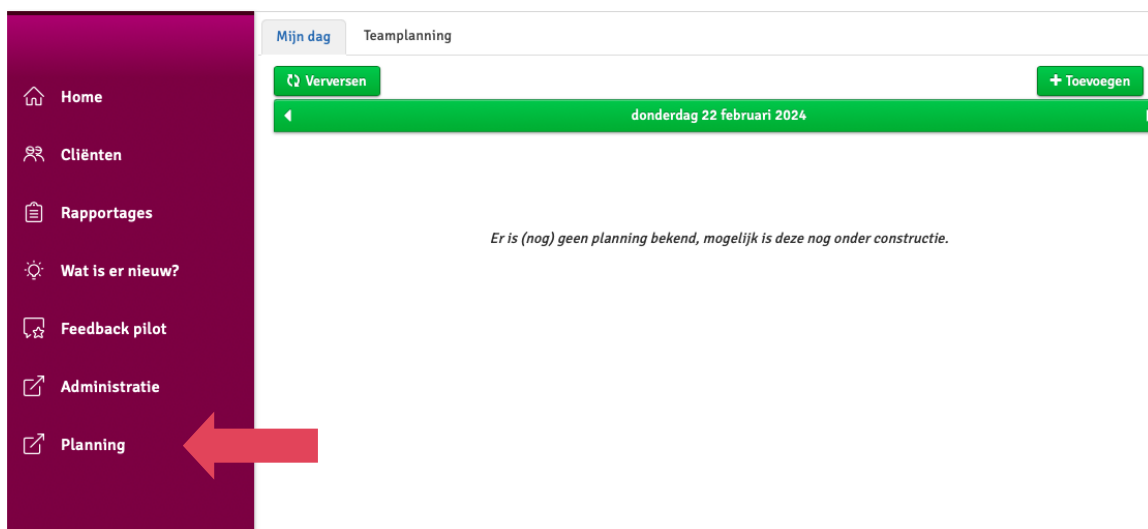 Mijn dag
Teamplanning
Verversen
Toevoegen
donderdag 22 februari 2024
Er is (nog) geen planning bekend, mogelijk is deze nog onder constructie.
Home
Cliënten
Rapportages
Wat is er nieuw?
Feedback pilot
Administratie
Planning